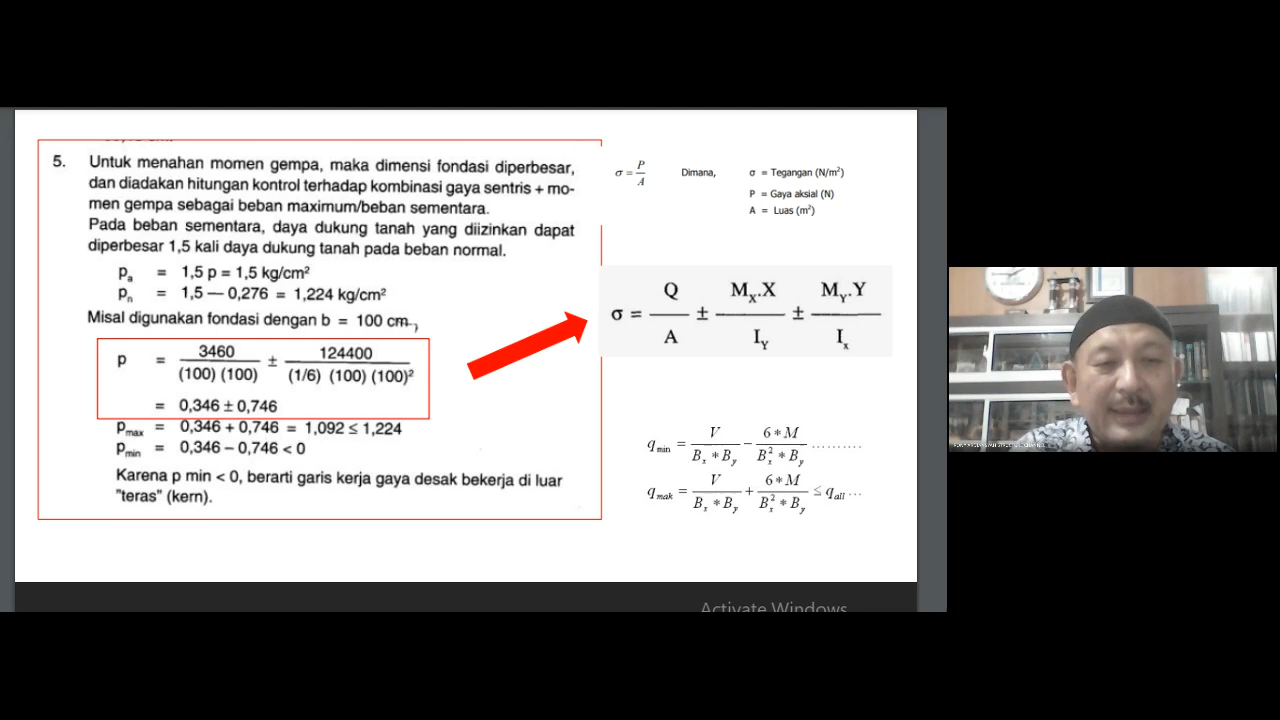 5. Untuk menahan momen gempa, maka dimensi fondasi diperbesar,
dan diadakan hitungan kontrol terhadap kombinasi gaya sentris + mo-
men gempa sebagai beban maximum/beban sementara.
Pada beban sementara, daya dukung tanah yang diizinkan dapat
diperbesar 1,5 kali daya dukung tanah pada beban normal.
pₐ = 1,5 p = 1,5 kg/cm²
pₙ = 1,5 — 0,276 = 1,224 kg/cm²
Misal digunakan fondasi dengan b = 100 cm,
p = 3460 / (100) (100) ± 124400 / (1/6) (100) (100)²
= 0,346 ± 0,746
pmax = 0,346 + 0,746 = 1,092 ≤ 1,224
pmin = 0,346 – 0,746 < 0
Karena p min < 0, berarti garis kerja gaya desak bekerja di luar
"teras" (kern).
σ = P / A Dimana, σ = Tegangan (N/m²)
P = Gaya aksial (N)
A = Luas (m²)
σ = Q / A ± Mx.X / IY ± MY.Y / Ix
qmin = V / Bx * By − 6 * M / Bx² * By .........
qmak = V / Bx * By + 6 * M / Bx² * By ≤ qall ...
Activate Windows